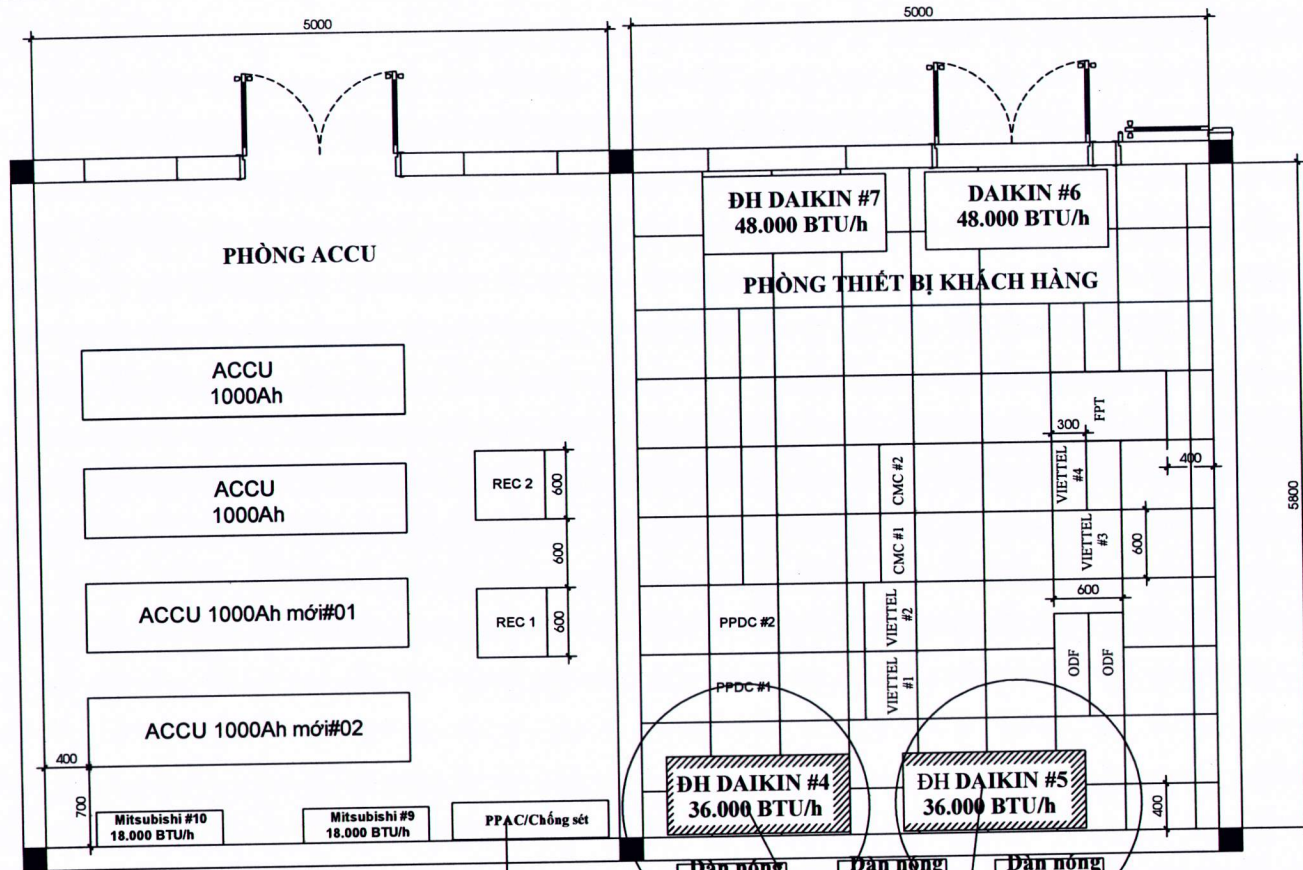 5000
5000
ĐH DAIKIN #7
48.000 BTU/h
DAIKIN #6
48.000 BTU/h
PHÒNG ACCU
PHÒNG THIẾT BỊ KHÁCH HÀNG
ACCU
1000Ah
ACCU
1000Ah
ACCU 1000Ah mới#01
ACCU 1000Ah mới#02
REC 2
600
600
REC 1
600
FPT
300
400
VIETTEL
#4
CMC #2
CMC #1
VIETTEL
#3
600
600
5800
PPDC #2
VIETTEL
#2
PPDC #1
VIETTEL
#1
ODF
ODF
400
700
Mitsubishi #10
18.000 BTU/h
Mitsubishi #9
18.000 BTU/h
PPAC/Chống sét
ĐH DAIKIN #4
36.000 BTU/h
ĐH DAIKIN #5
36.000 BTU/h
400
Dàn nóng
Dàn nóng
Dàn nóng